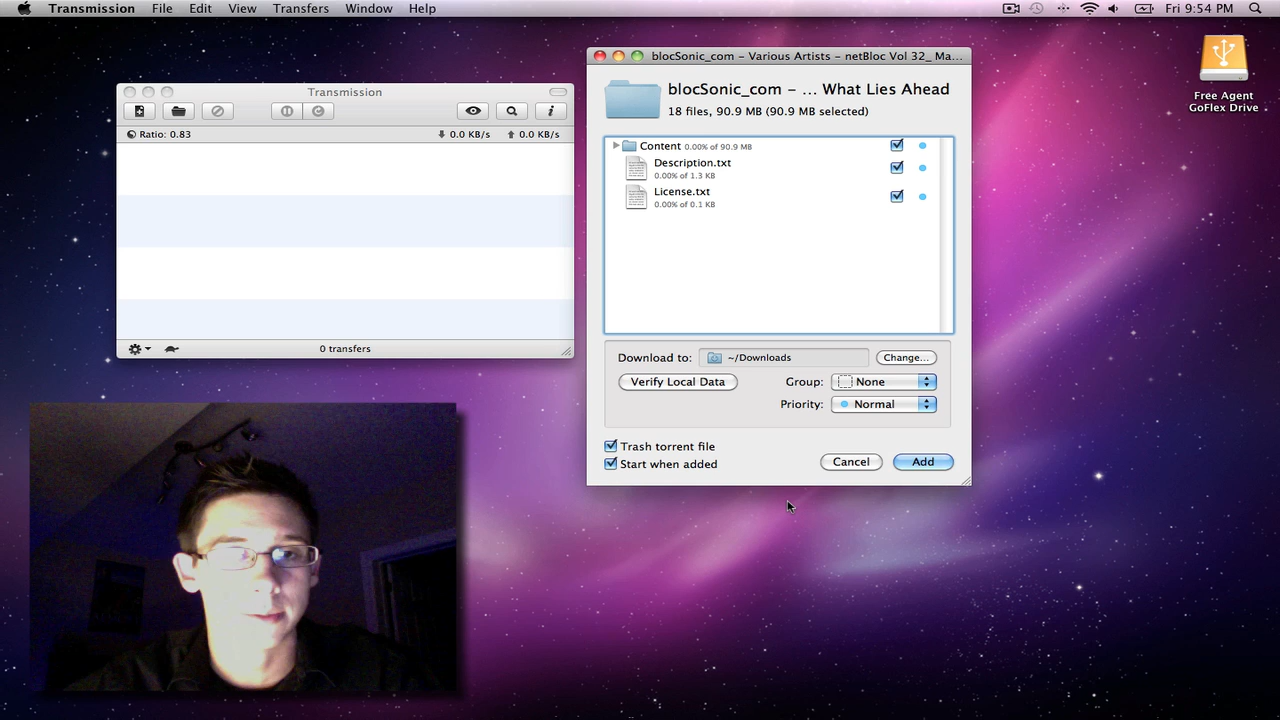 Transmission File Edit View Transfers Window Help
Fri 9:54 PM
Transmission
Ratio: 0.83
0.0 KB/s 0.0 KB/s
0 transfers
blocSonic_com – Various Artists – netBloc Vol 32_ Ma...
blocSonic_com – ... What Lies Ahead
18 files, 90.9 MB (90.9 MB selected)
Content 0.00% of 90.9 MB
Description.txt
0.00% of 1.3 KB
License.txt
0.00% of 0.1 KB
Download to: ~/Downloads Change...
Verify Local Data Group: None
Priority: Normal
Trash torrent file
Start when added
Cancel Add
Free Agent
GoFlex Drive